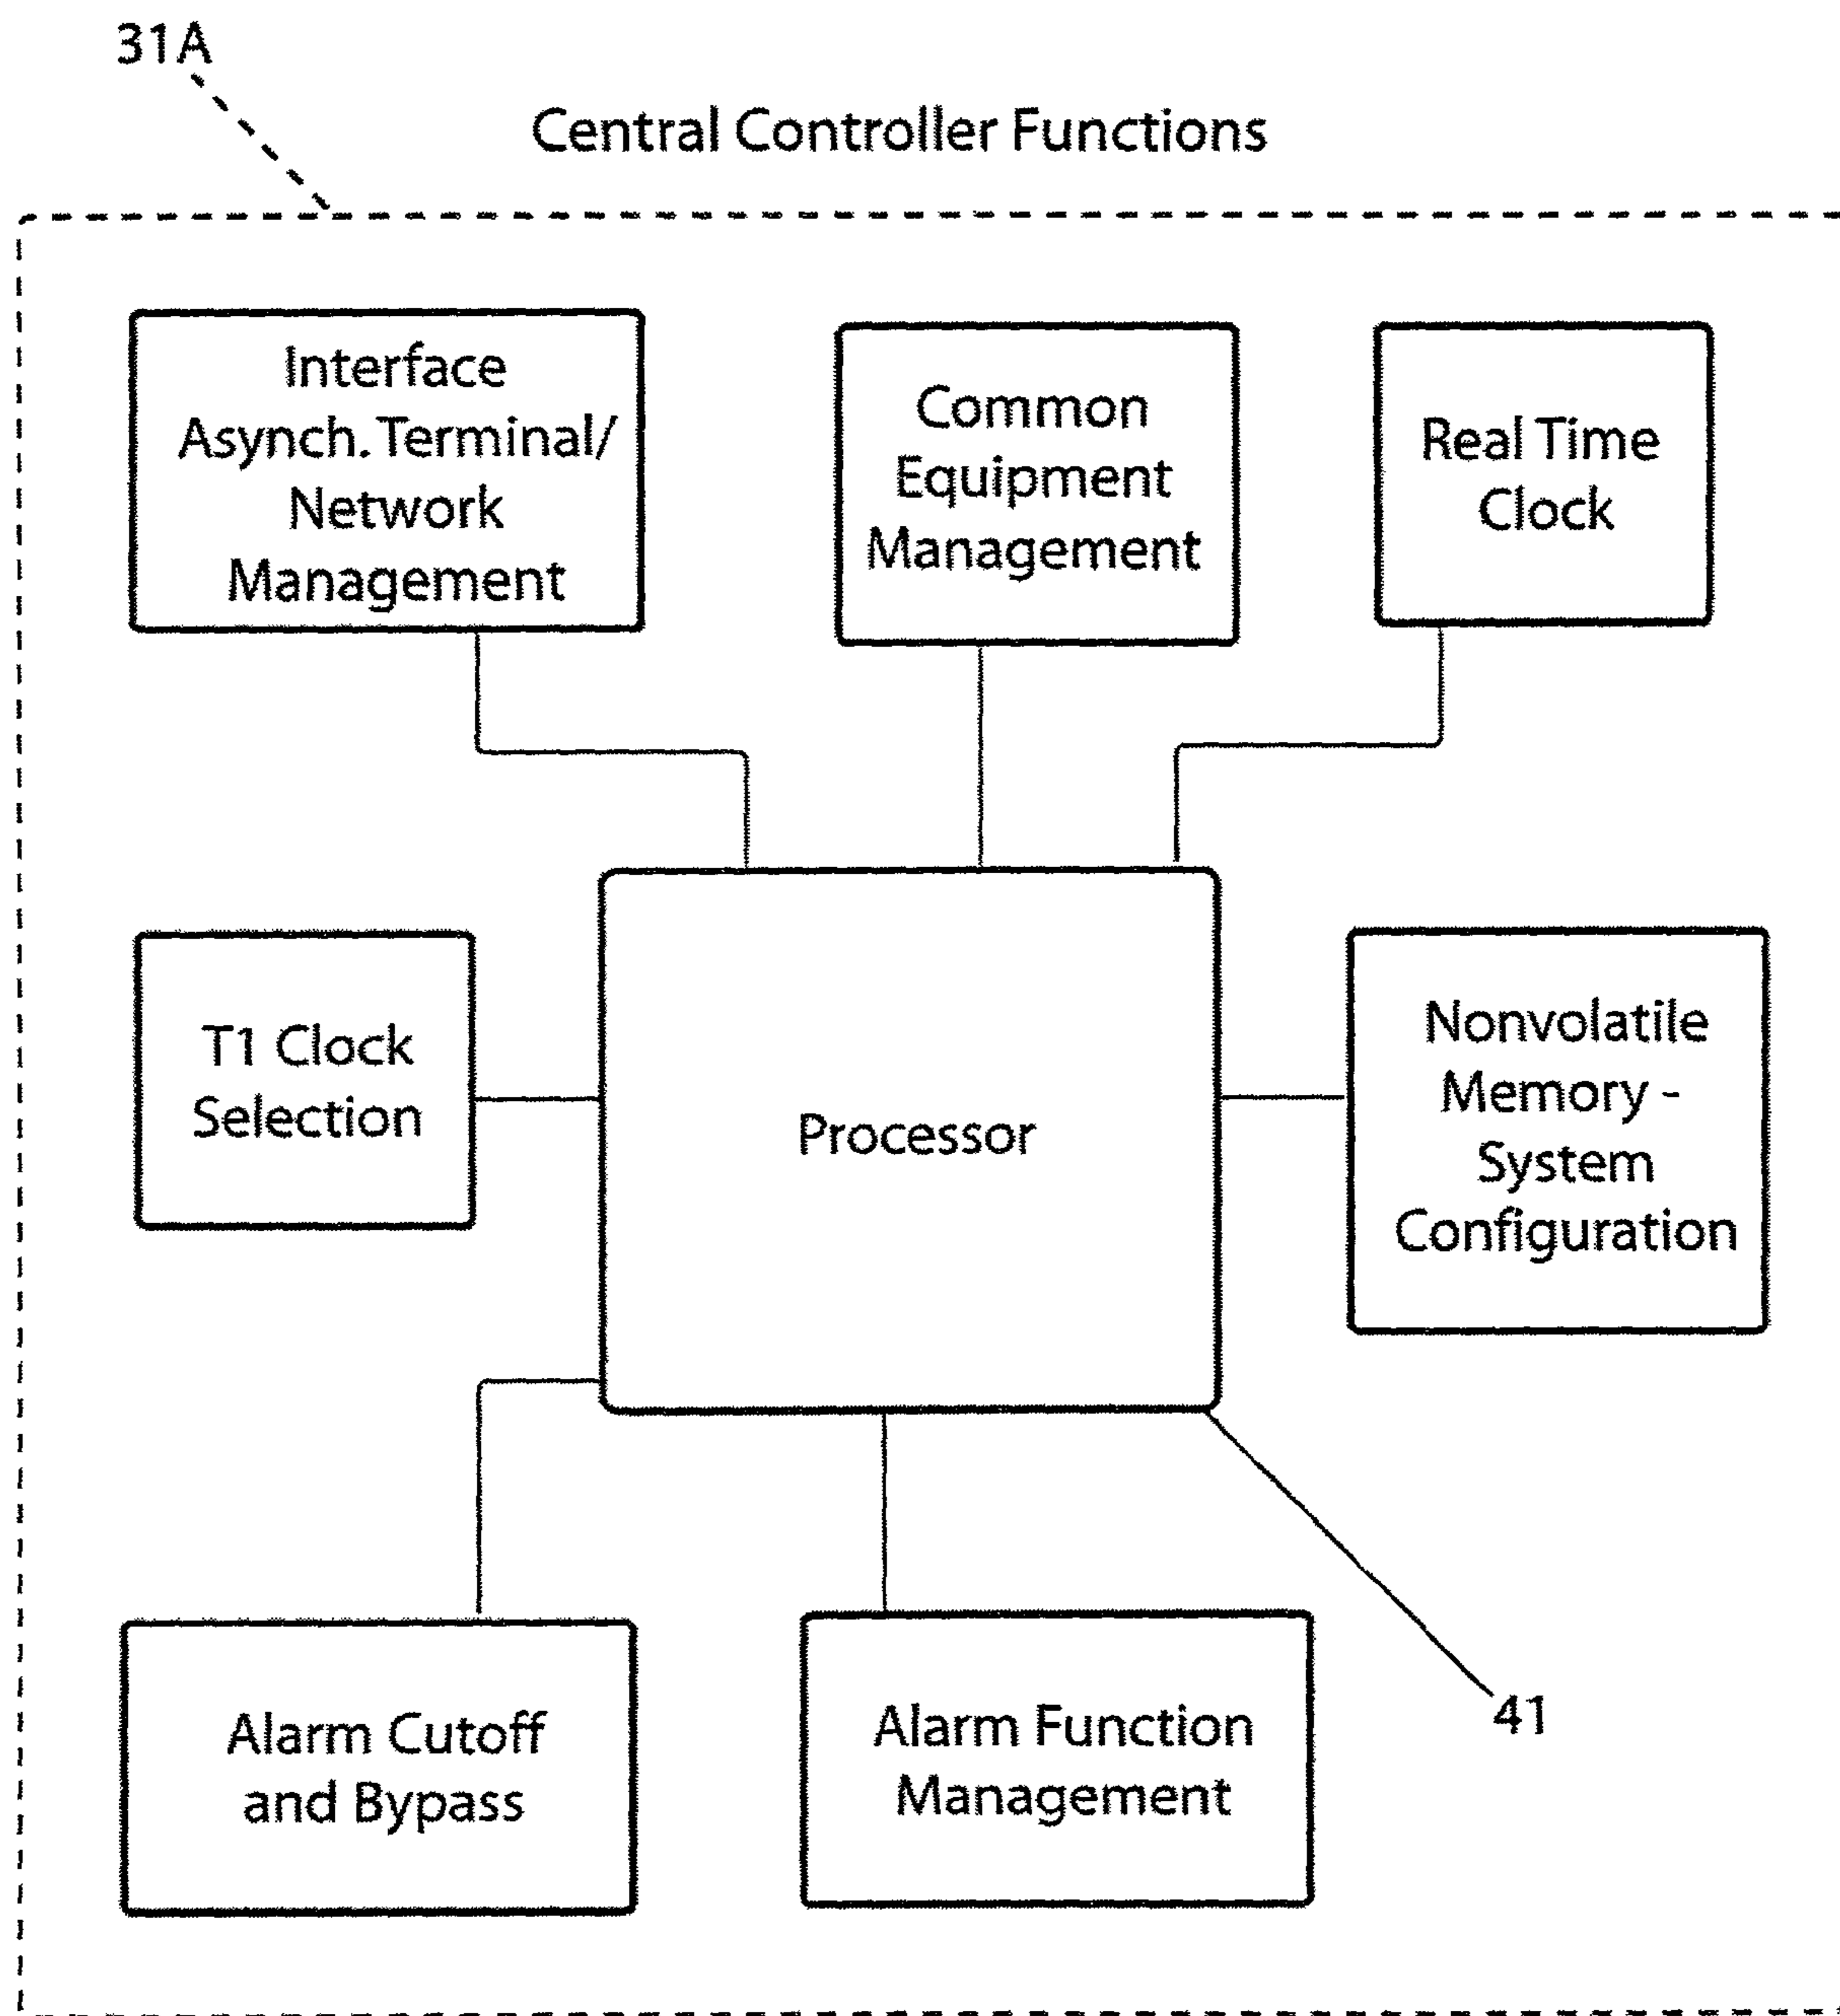 31A
Central Controller Functions
Interface
Asynch. Terminal/
Network
Management
Common
Equipment
Management
Real Time
Clock
T1 Clock
Selection
Processor
Nonvolatile
Memory -
System
Configuration
Alarm Cutoff
and Bypass
Alarm Function
Management
41